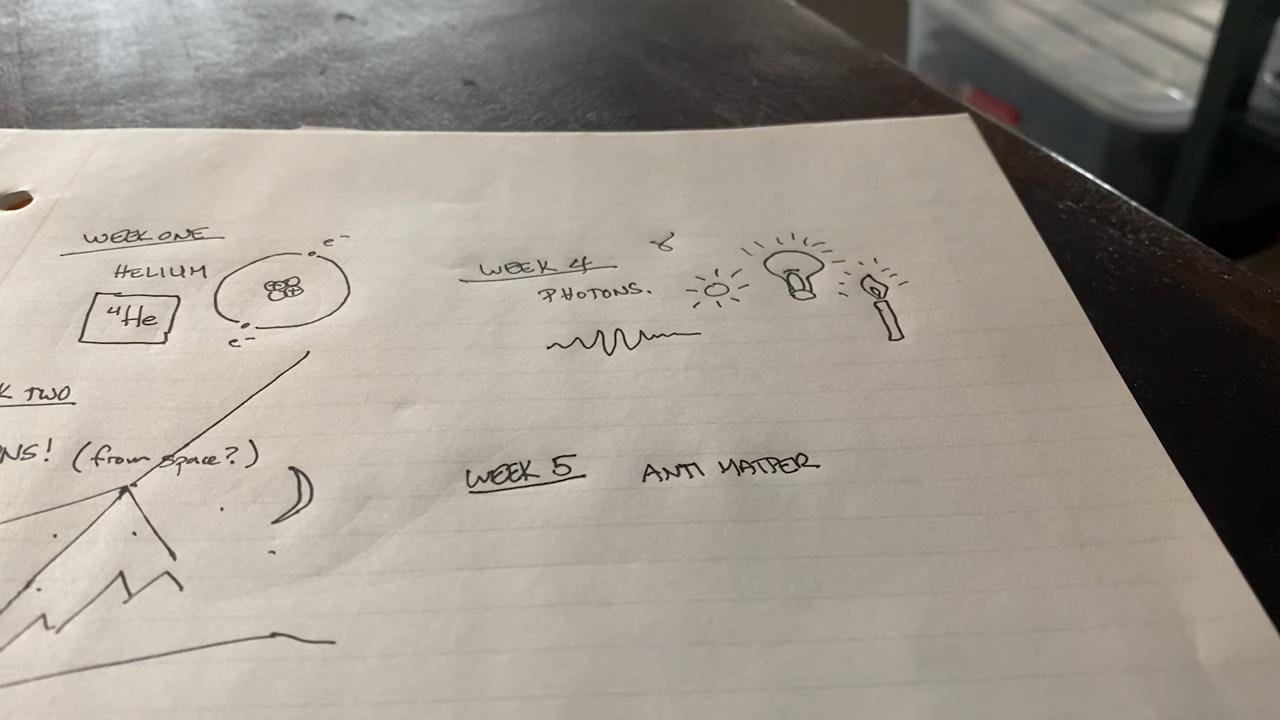 WEEK ONE
HELIUM
⁴He
e⁻
e⁻
K TWO
NS! (from space?)
WEEK 4
γ
PHOTONS.
WEEK 5 ANTI MATTER